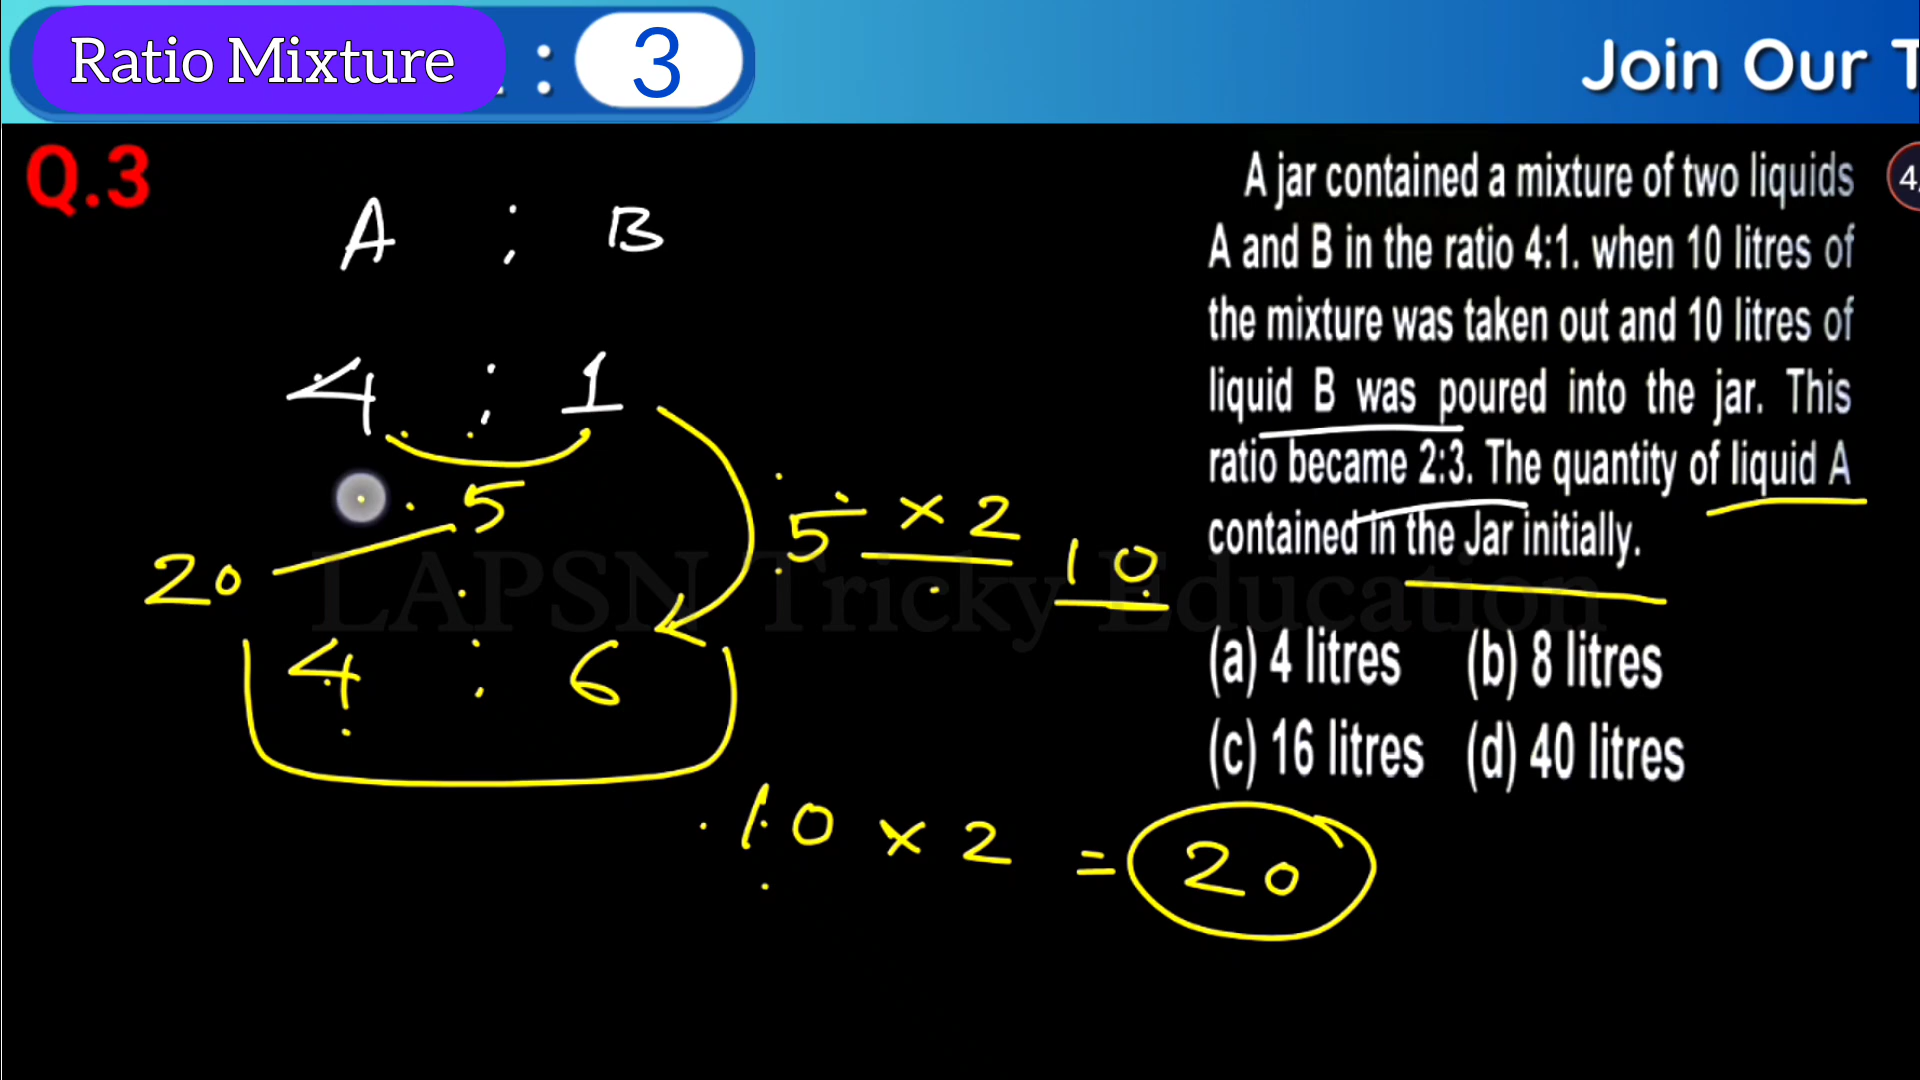 Ratio Mixture : 3
Join Our T
Q.3
A jar contained a mixture of two liquids
A and B in the ratio 4:1. when 10 litres of
the mixture was taken out and 10 litres of
liquid B was poured into the jar. This
ratio became 2:3. The quantity of liquid A
contained in the Jar initially.
(a) 4 litres (b) 8 litres
(c) 16 litres (d) 40 litres
4
A : B
4 : 1
5
5 × 2
10
20
4 : 6
10 × 2 = 20
LAPSN Tricky Education